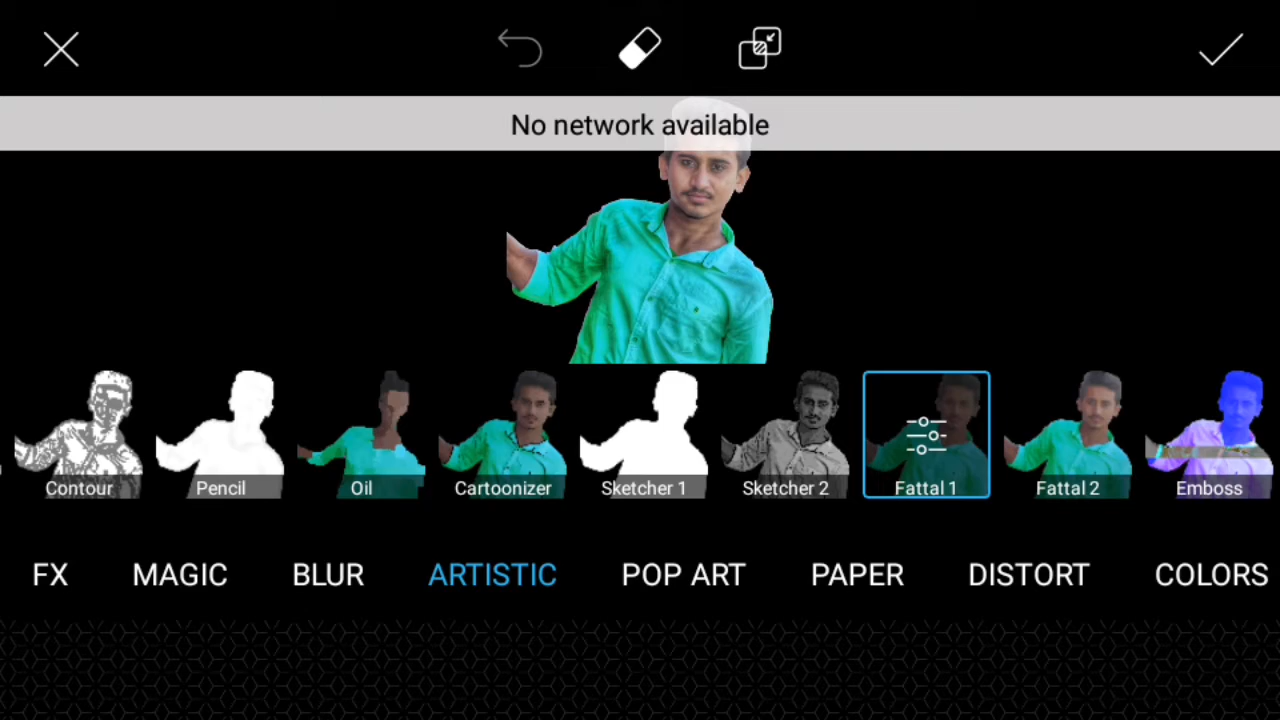 No network available
Contour
Pencil
Oil
Cartoonizer
Sketcher 1
Sketcher 2
Fattal 1
Fattal 2
Emboss
FX MAGIC BLUR ARTISTIC POP ART PAPER DISTORT COLORS